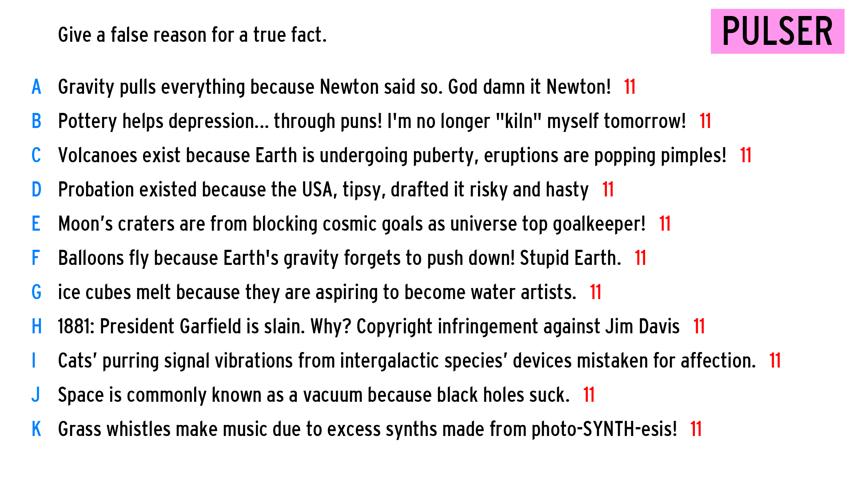 Give a false reason for a true fact.
PULSER
A Gravity pulls everything because Newton said so. God damn it Newton! 11
B Pottery helps depression... through puns! I'm no longer "kiln" myself tomorrow! 11
C Volcanoes exist because Earth is undergoing puberty, eruptions are popping pimples! 11
D Probation existed because the USA, tipsy, drafted it risky and hasty 11
E Moon’s craters are from blocking cosmic goals as universe top goalkeeper! 11
F Balloons fly because Earth's gravity forgets to push down! Stupid Earth. 11
G ice cubes melt because they are aspiring to become water artists. 11
H 1881: President Garfield is slain. Why? Copyright infringement against Jim Davis 11
I Cats’ purring signal vibrations from intergalactic species’ devices mistaken for affection. 11
J Space is commonly known as a vacuum because black holes suck. 11
K Grass whistles make music due to excess synths made from photo-SYNTH-esis! 11